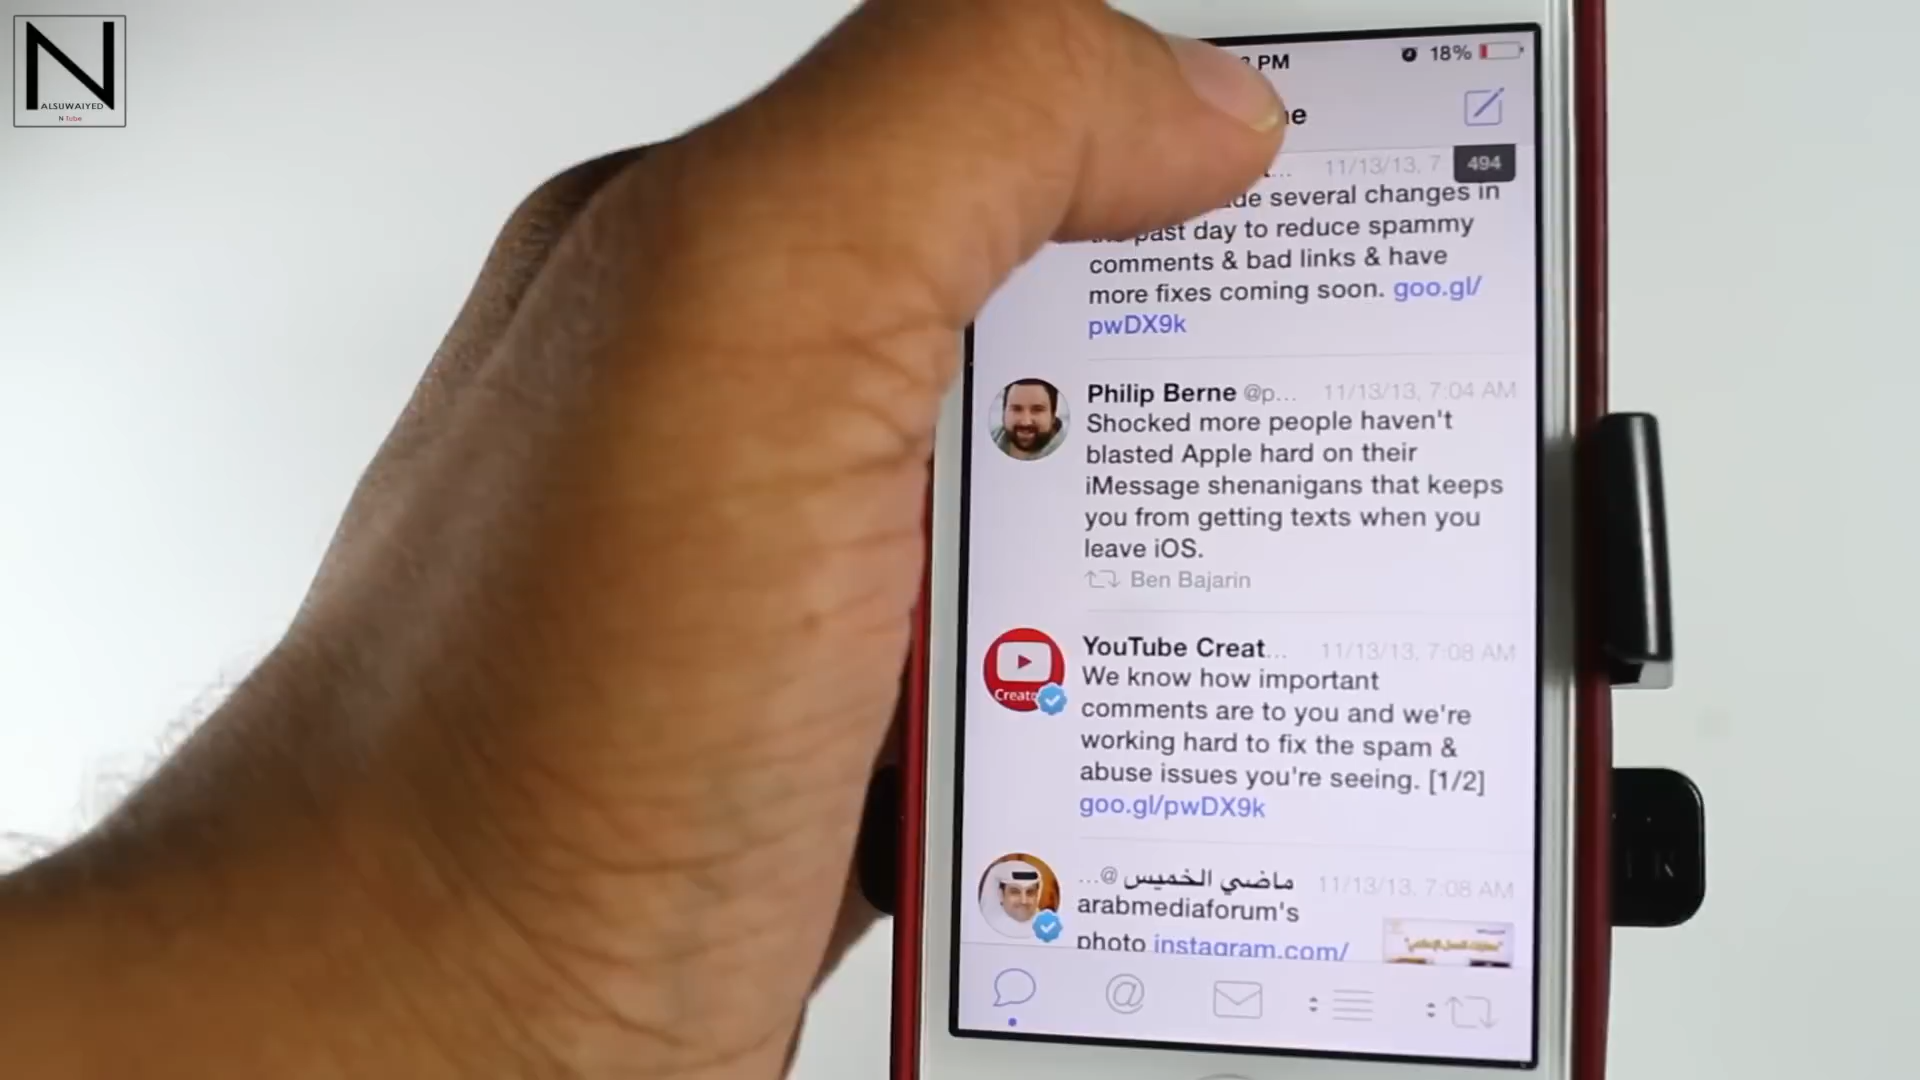 N
ALSUWAIYED
N Tube
PM
18%
494
11/13/13, 7
several changes in
past day to reduce spammy
comments & bad links & have
more fixes coming soon. goo.gl/
pwDX9k
Philip Berne @p... 11/13/13, 7:04 AM
Shocked more people haven't
blasted Apple hard on their
iMessage shenanigans that keeps
you from getting texts when you
leave iOS.
Ben Bajarin
YouTube Creat... 11/13/13, 7:08 AM
We know how important
comments are to you and we're
working hard to fix the spam &
abuse issues you're seeing. [1/2]
goo.gl/pwDX9k
ماضي الخميس @... 11/13/13, 7:08 AM
arabmediaforum's
photo instagram.com/